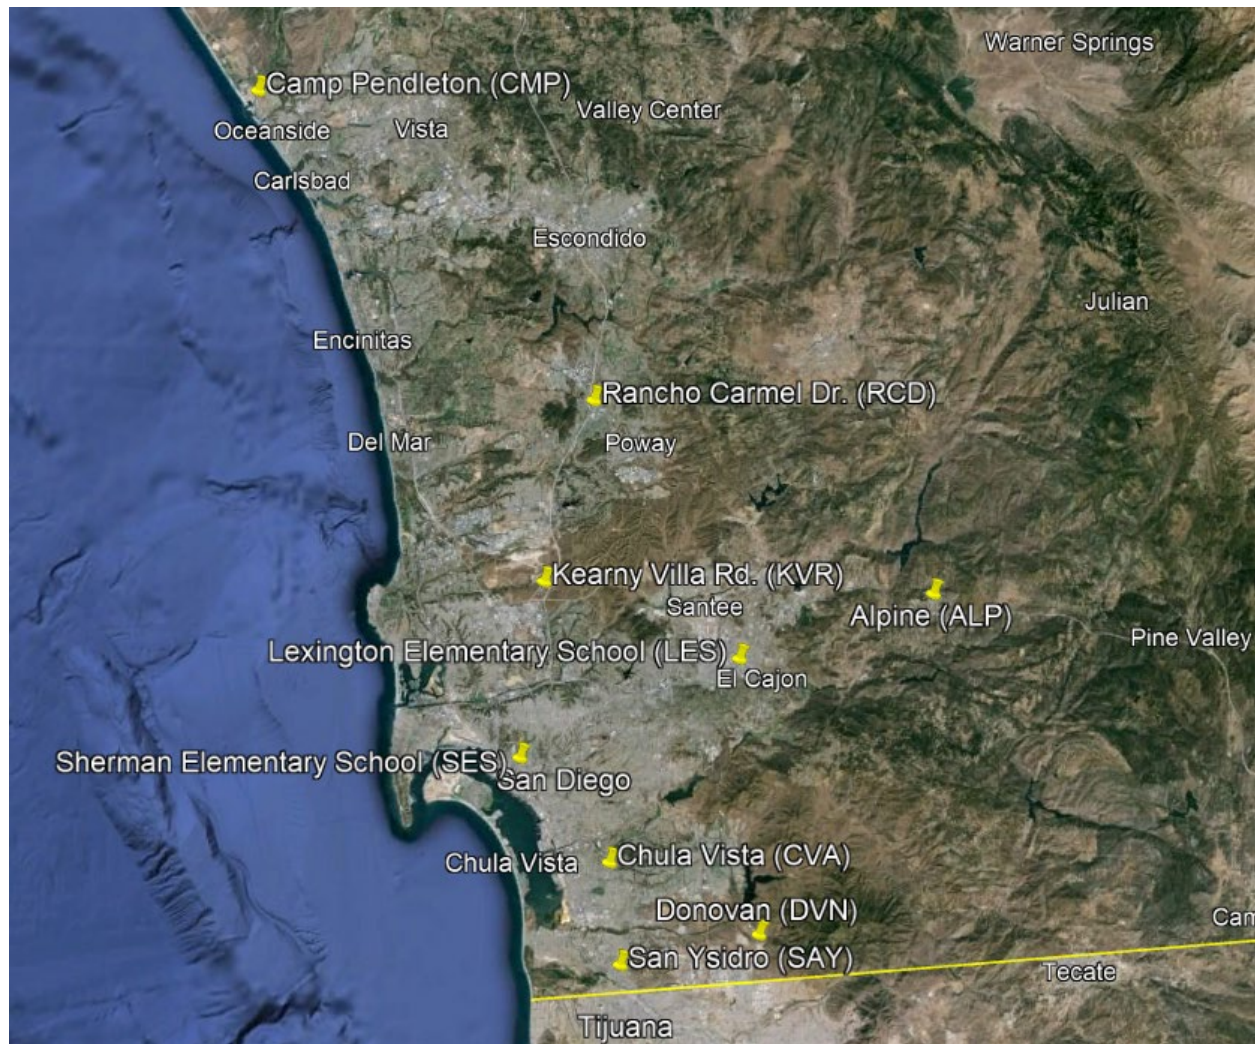 Warner Springs
Camp Pendleton (CMP)
Valley Center
Oceanside
Vista
Carlsbad
Escondido
Julian
Encinitas
Rancho Carmel Dr. (RCD)
Del Mar
Poway
Kearny Villa Rd. (KVR)
Santee
Alpine (ALP)
Pine Valley
Lexington Elementary School (LES)
El Cajon
Sherman Elementary School (SES)
San Diego
Chula Vista
Chula Vista (CVA)
Donovan (DVN)
Cam
San Ysidro (SAY)
Tecate
Tijuana